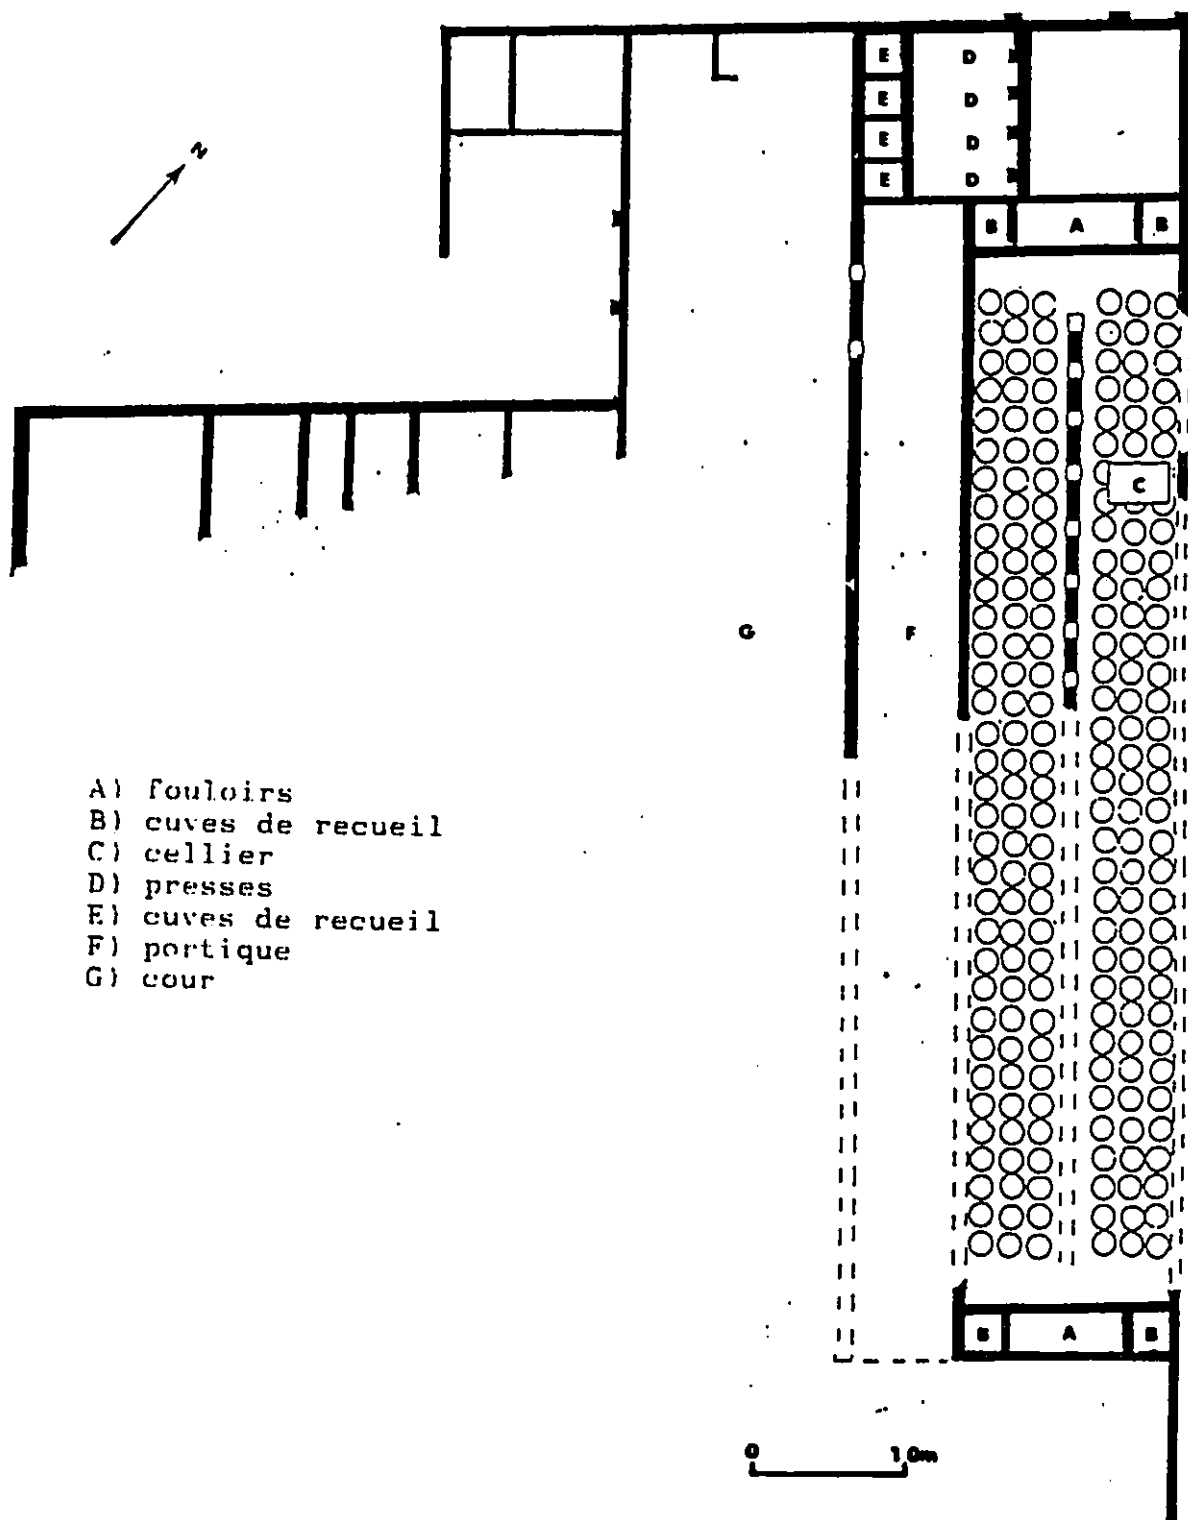 E D
E D
E D
E D
B A B
N
C
G F
A) fouloirs
B) cuves de recueil
C) cellier
D) presses
E) cuves de recueil
F) portique
G) cour
B A B
0 10m